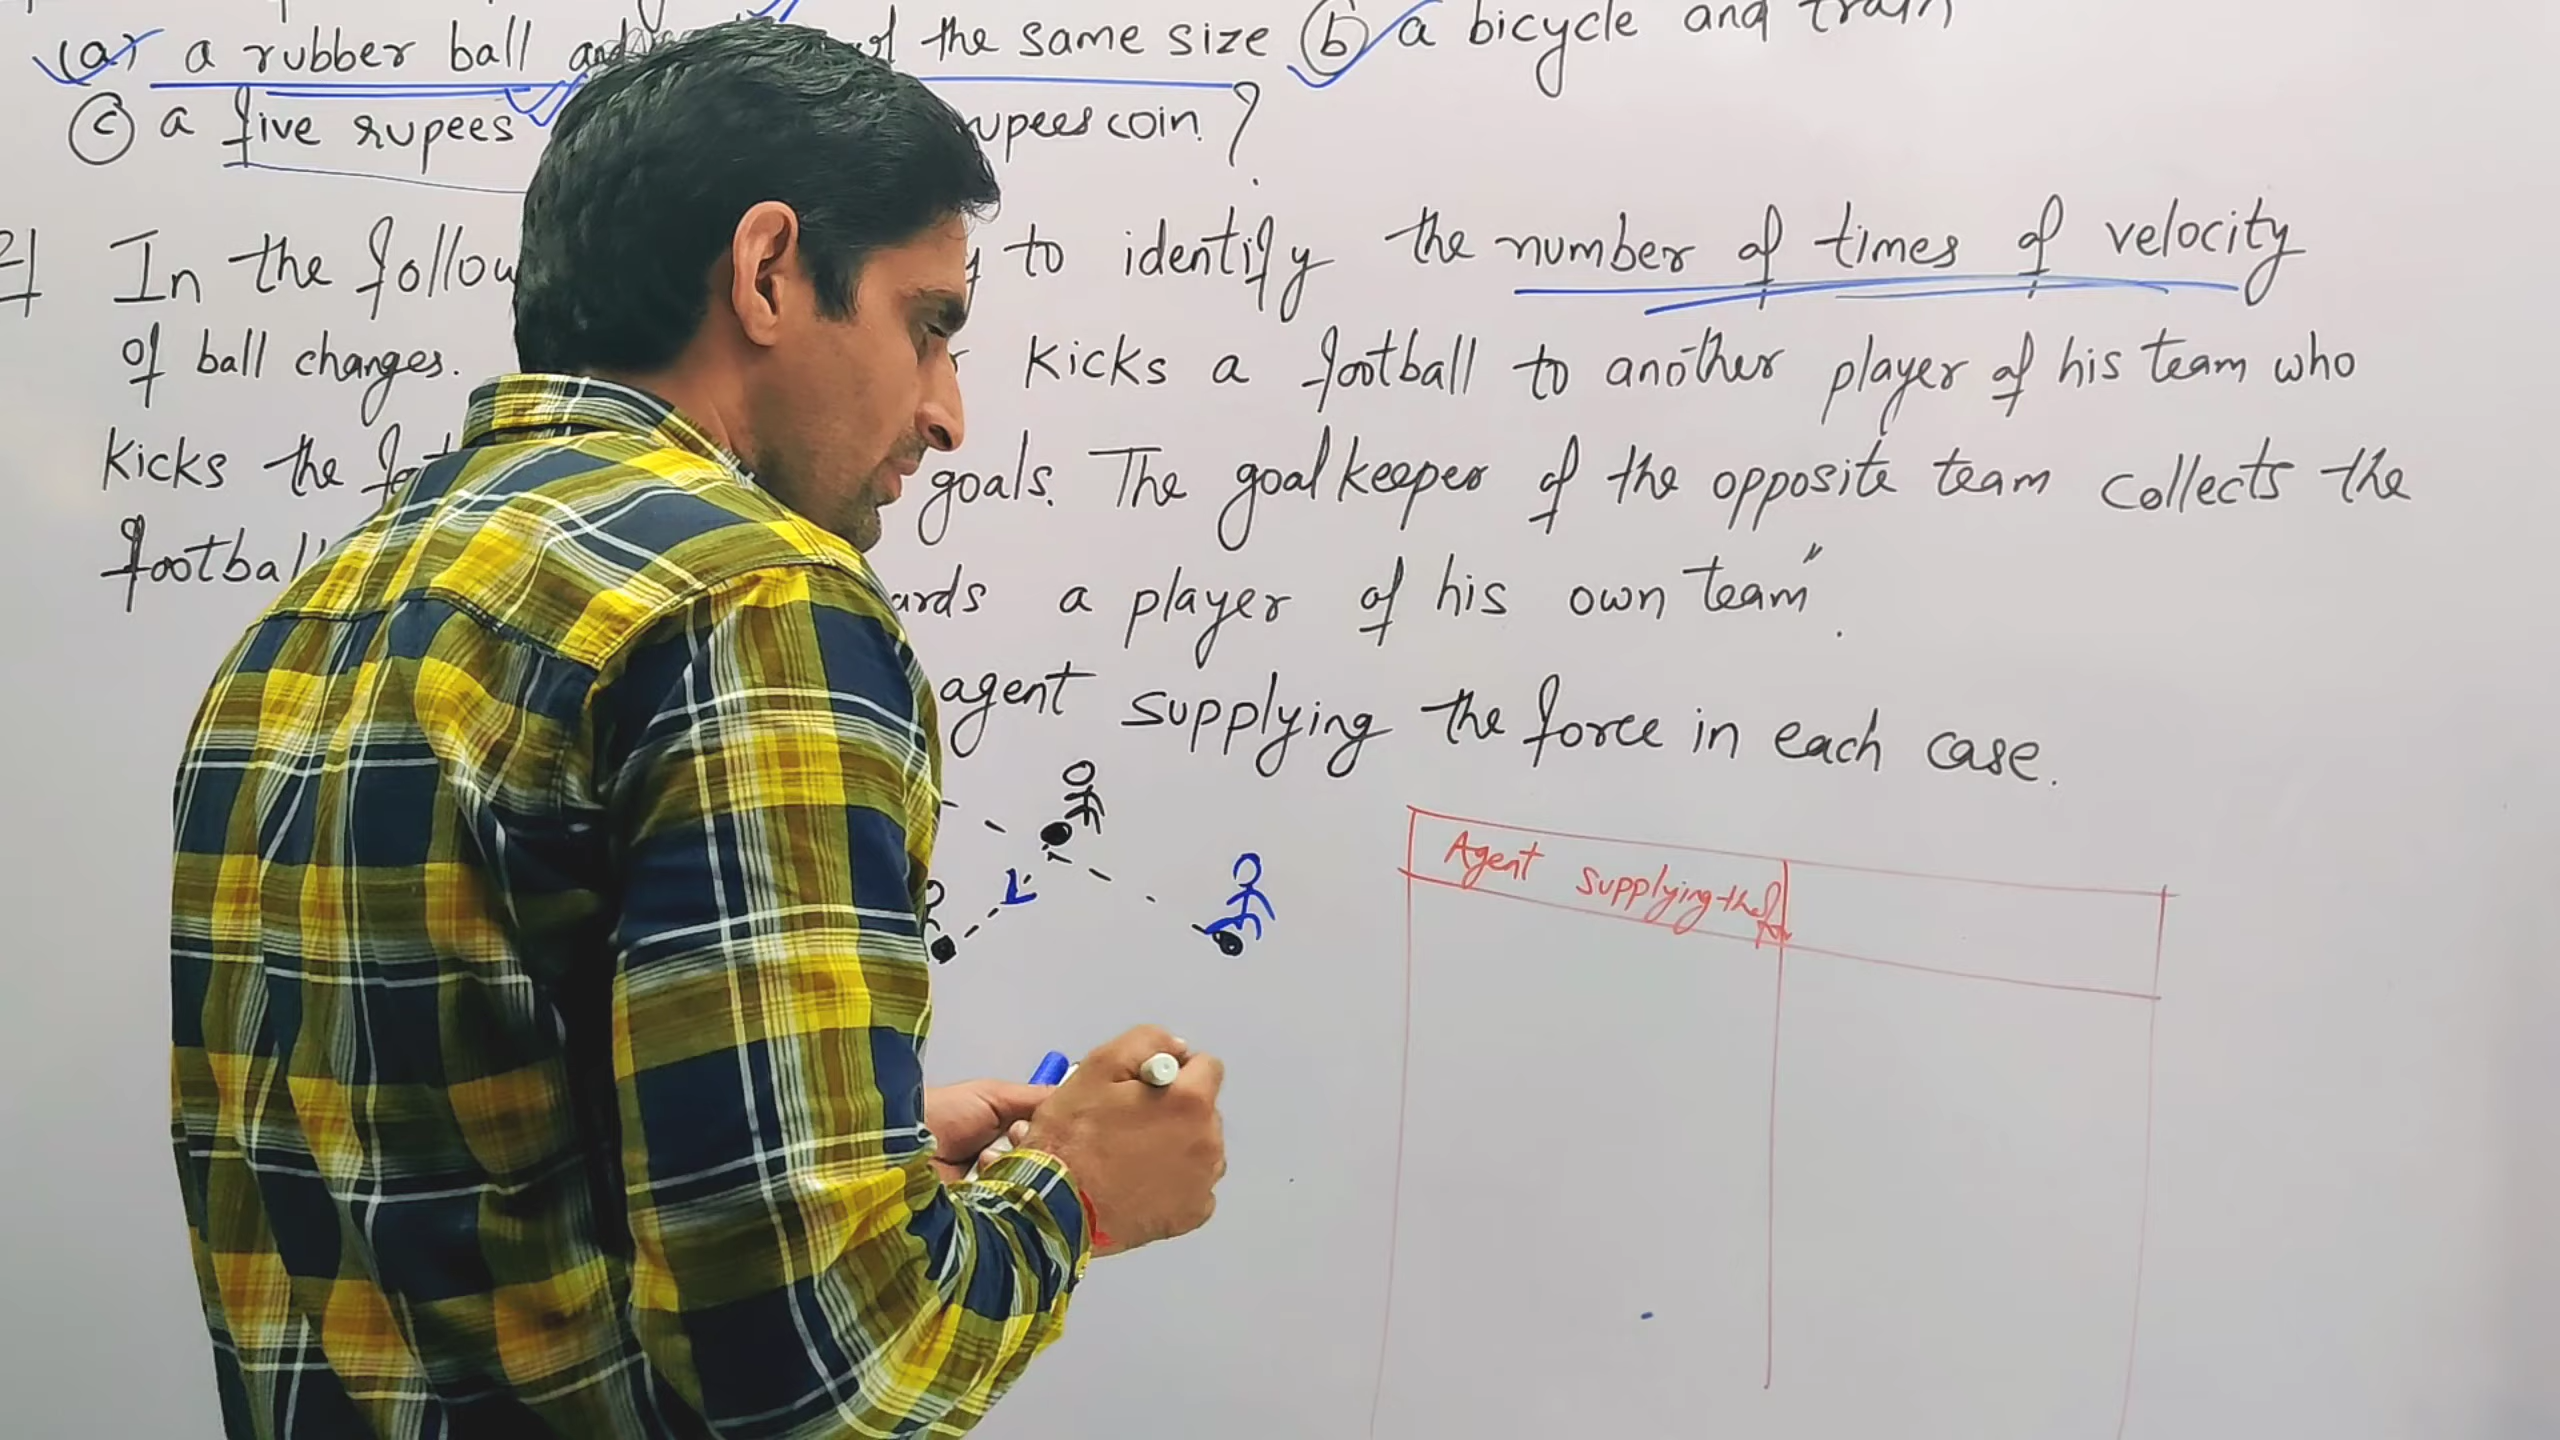 (a) a rubber ball and of the same size (b) a bicycle and train
(c) a five rupees rupees coin ?
2 In the follow to identify the number of times of velocity
of ball changes. kicks a football to another player of his team who
kicks the goals. The goalkeeper of the opposite team collects the
football ards a player of his own team".
agent supplying the force in each case.
Agent supplying the